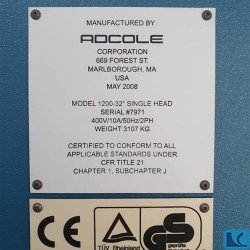 MANUFACTURED BY
ADCOLE
CORPORATION
669 FOREST ST.
MARLBOROUGH, MA
USA
MAY 2008
MODEL 1200-32" SINGLE HEAD
SERIAL #7971
400V/10A/50Hz/2PH
WEIGHT 3107 KG
CERTIFIED TO CONFORM TO ALL
APPLICABLE STANDARDS UNDER
CFR TITLE 21
CHAPTER 1, SUBCHAPTER J
CE
TÜV Rheinland
geprüfte
GS